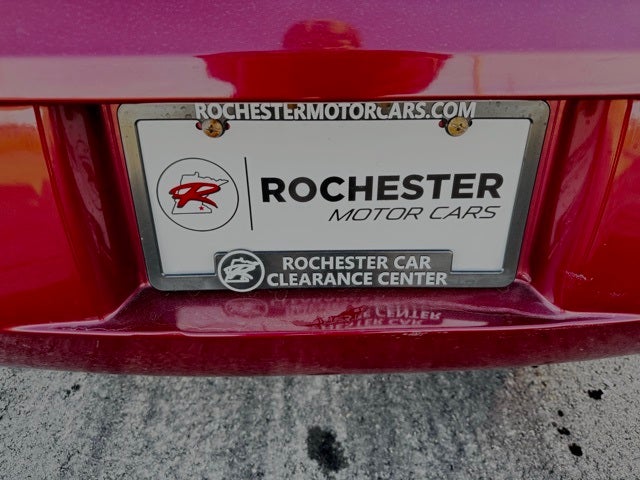 ROCHESTERMOTORCARS.COM
R
ROCHESTER
MOTOR CARS
R
ROCHESTER CAR
CLEARANCE CENTER